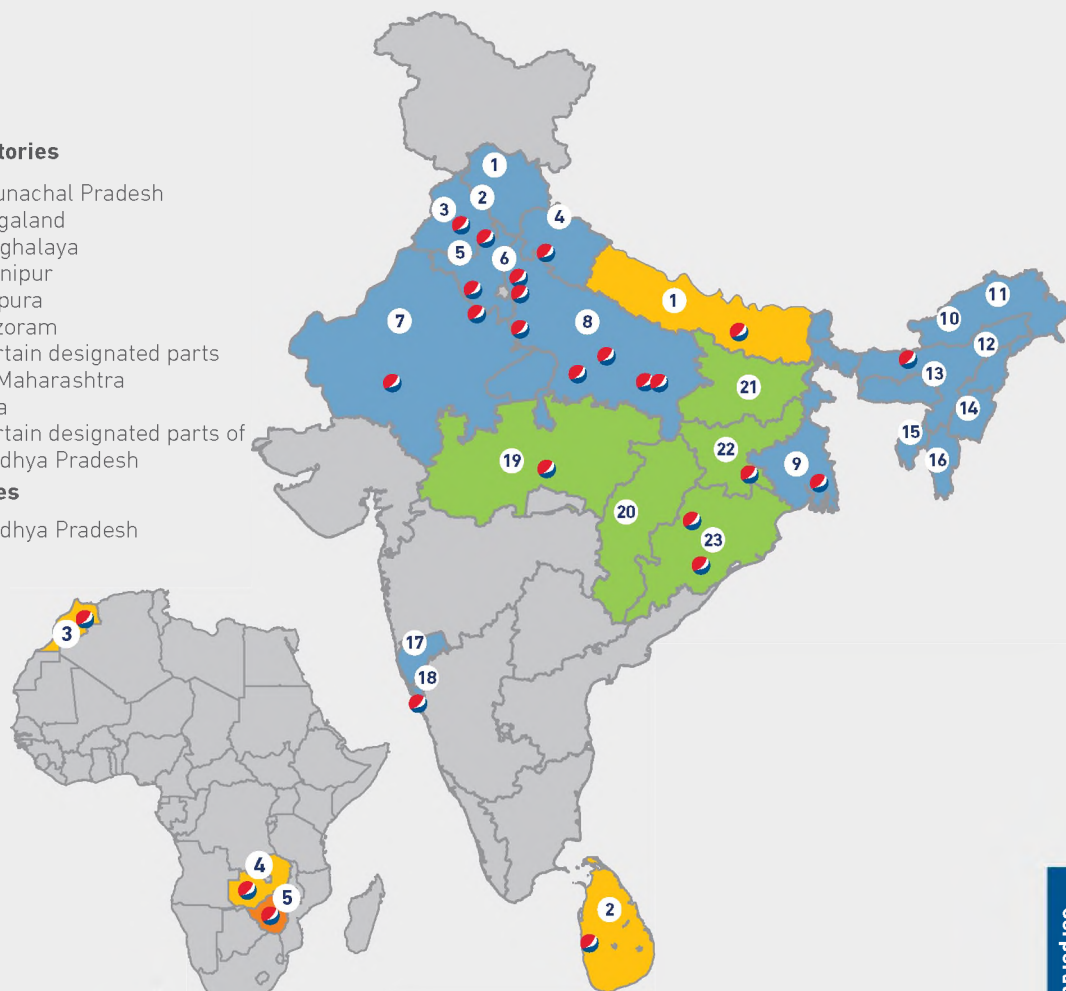 tories
unachal Pradesh
galand
ghalaya
nipur
pura
zoram
rtain designated parts
Maharashtra
a
rtain designated parts of
dhya Pradesh
es
dhya Pradesh
1
2
3
4
5
6
7
8
1
11
10
12
13
21
14
15
16
22
9
19
20
23
17
18
3
4
5
2